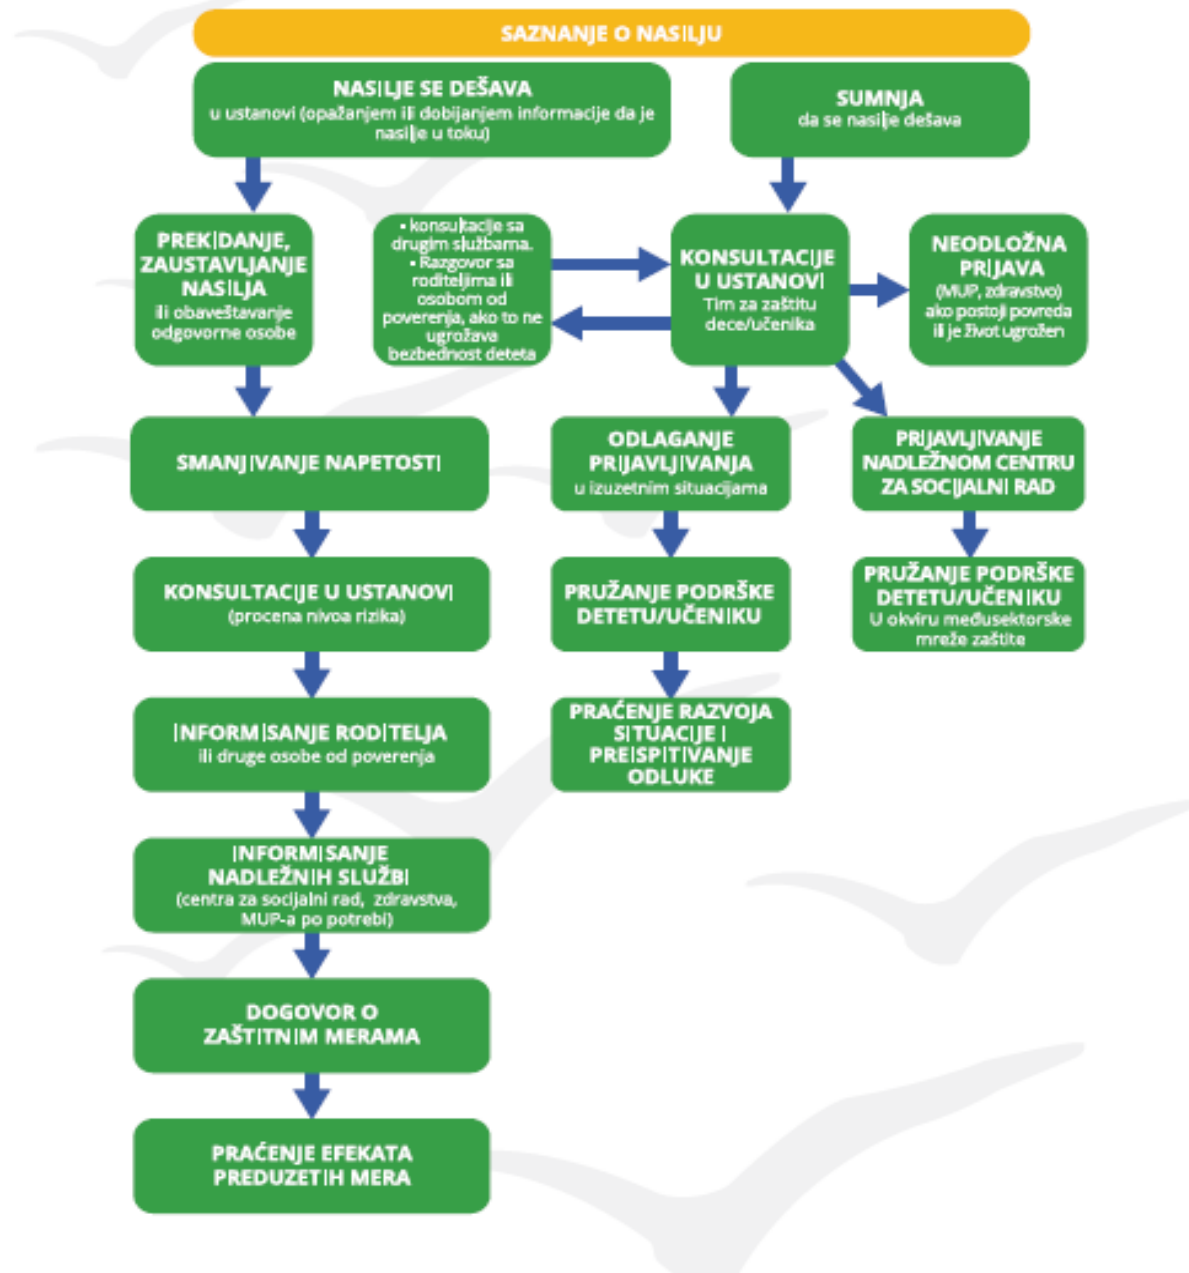 SAZNANJE O NASILJU
NASILJE SE DEŠAVA
u ustanovi (opažanjem ili dobijanjem informacije da je
nasilje u toku)
SUMNJA
da se nasilje dešava
PREKIDANJE,
ZAUSTAVLJANJE
NASILJA
ili obaveštavanje
odgovorne osobe
• konsultacije sa
drugim službama.
• Razgovor sa
roditeljima ili
osobom od
poverenja, ako to ne
ugrožava
bezbednost deteta
KONSULTACIJE
U USTANOVI
Tim za zaštitu
dece/učenika
NEODLOŽNA
PRIJAVA
(MUP, zdravstvo)
ako postoji povreda
ili je život ugrožen
SMANJIVANJE NAPETOSTI
ODLAGANJE
PRIJAVLJIVANJA
u izuzetnim situacijama
PRIJAVLJIVANJE
NADLEŽNOM CENTRU
ZA SOCIJALNI RAD
KONSULTACIJE U USTANOVI
(procena nivoa rizika)
PRUŽANJE PODRŠKE
DETETU/UČENIKU
PRUŽANJE PODRŠKE
DETETU/UČENIKU
U okviru međusektorske
mreže zaštite
INFORMISANJE RODITELJA
ili druge osobe od poverenja
PRAĆENJE RAZVOJA
SITUACIJE I
PREISPITIVANJE
ODLUKE
INFORMISANJE
NADLEŽNIH SLUŽBI
(centra za socijalni rad, zdravstva,
MUP-a po potrebi)
DOGOVOR O
ZAŠTITNIM MERAMA
PRAĆENJE EFEKATA
PREDUZETIH MERA